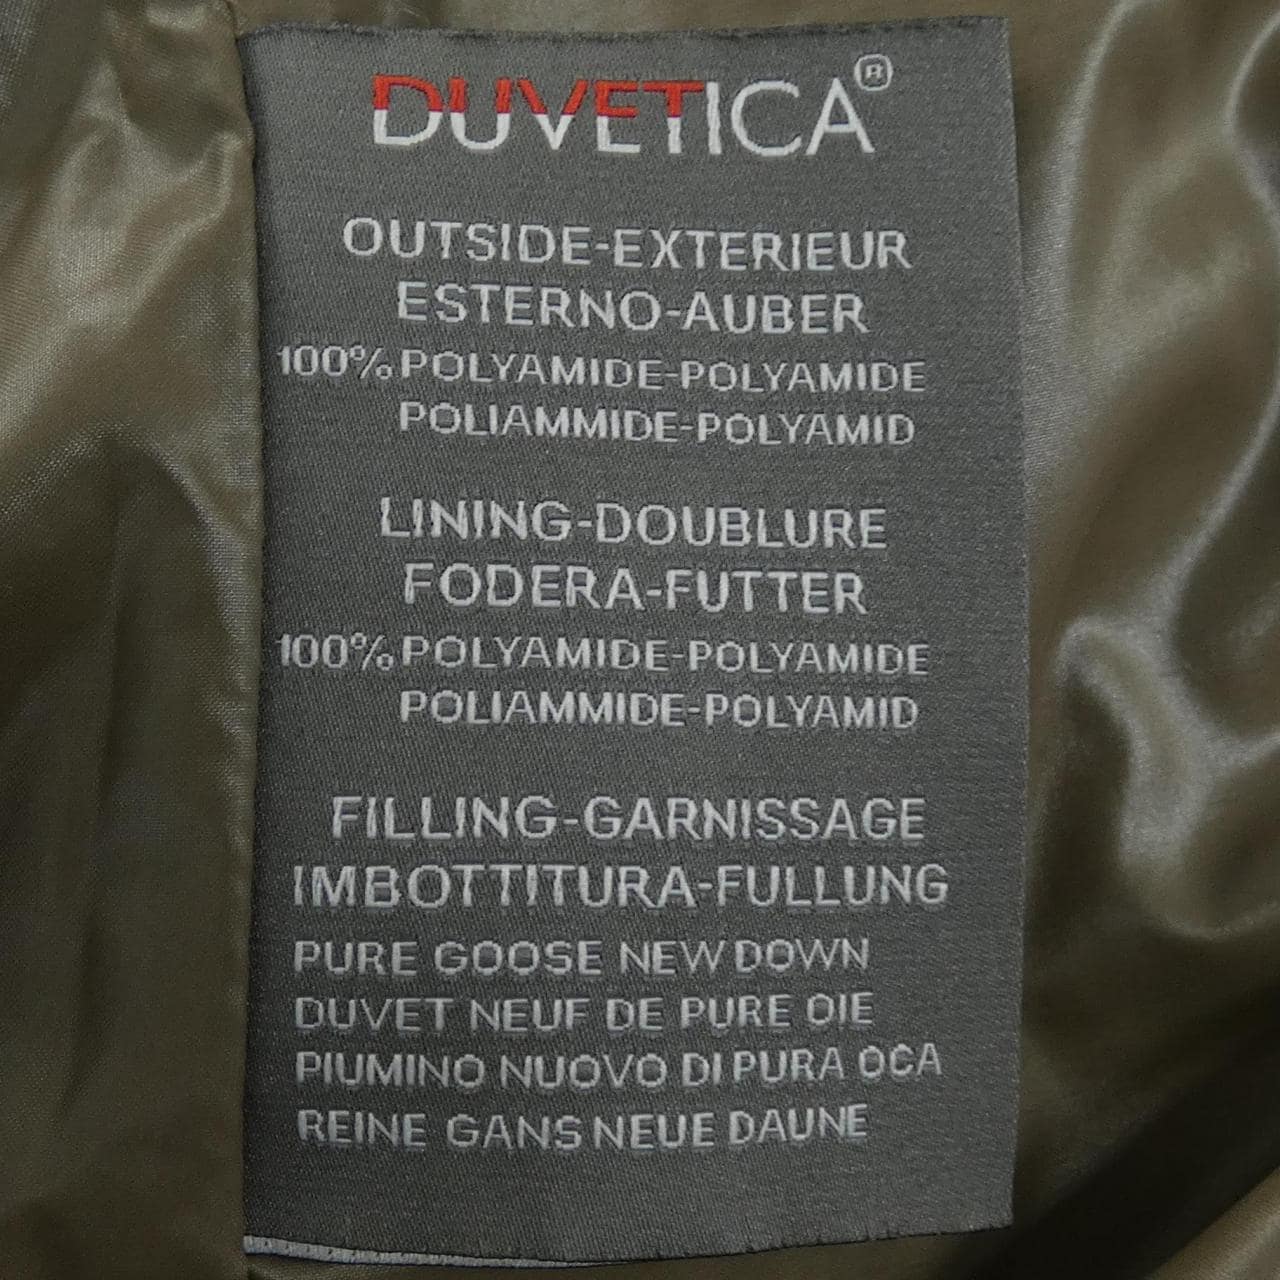 DUVETICA®
OUTSIDE-EXTERIEUR
ESTERNO-AUBER
100% POLYAMIDE-POLYAMIDE
POLIAMMIDE-POLYAMID
LINING-DOUBLURE
FODERA-FUTTER
100% POLYAMIDE-POLYAMIDE
POLIAMMIDE-POLYAMID
FILLING-GARNISSAGE
IMBOTTITURA-FULLUNG
PURE GOOSE NEW DOWN
DUVET NEUF DE PURE OIE
PIUMINO NUOVO DI PURA OCA
REINE GANS NEUE DAUNE